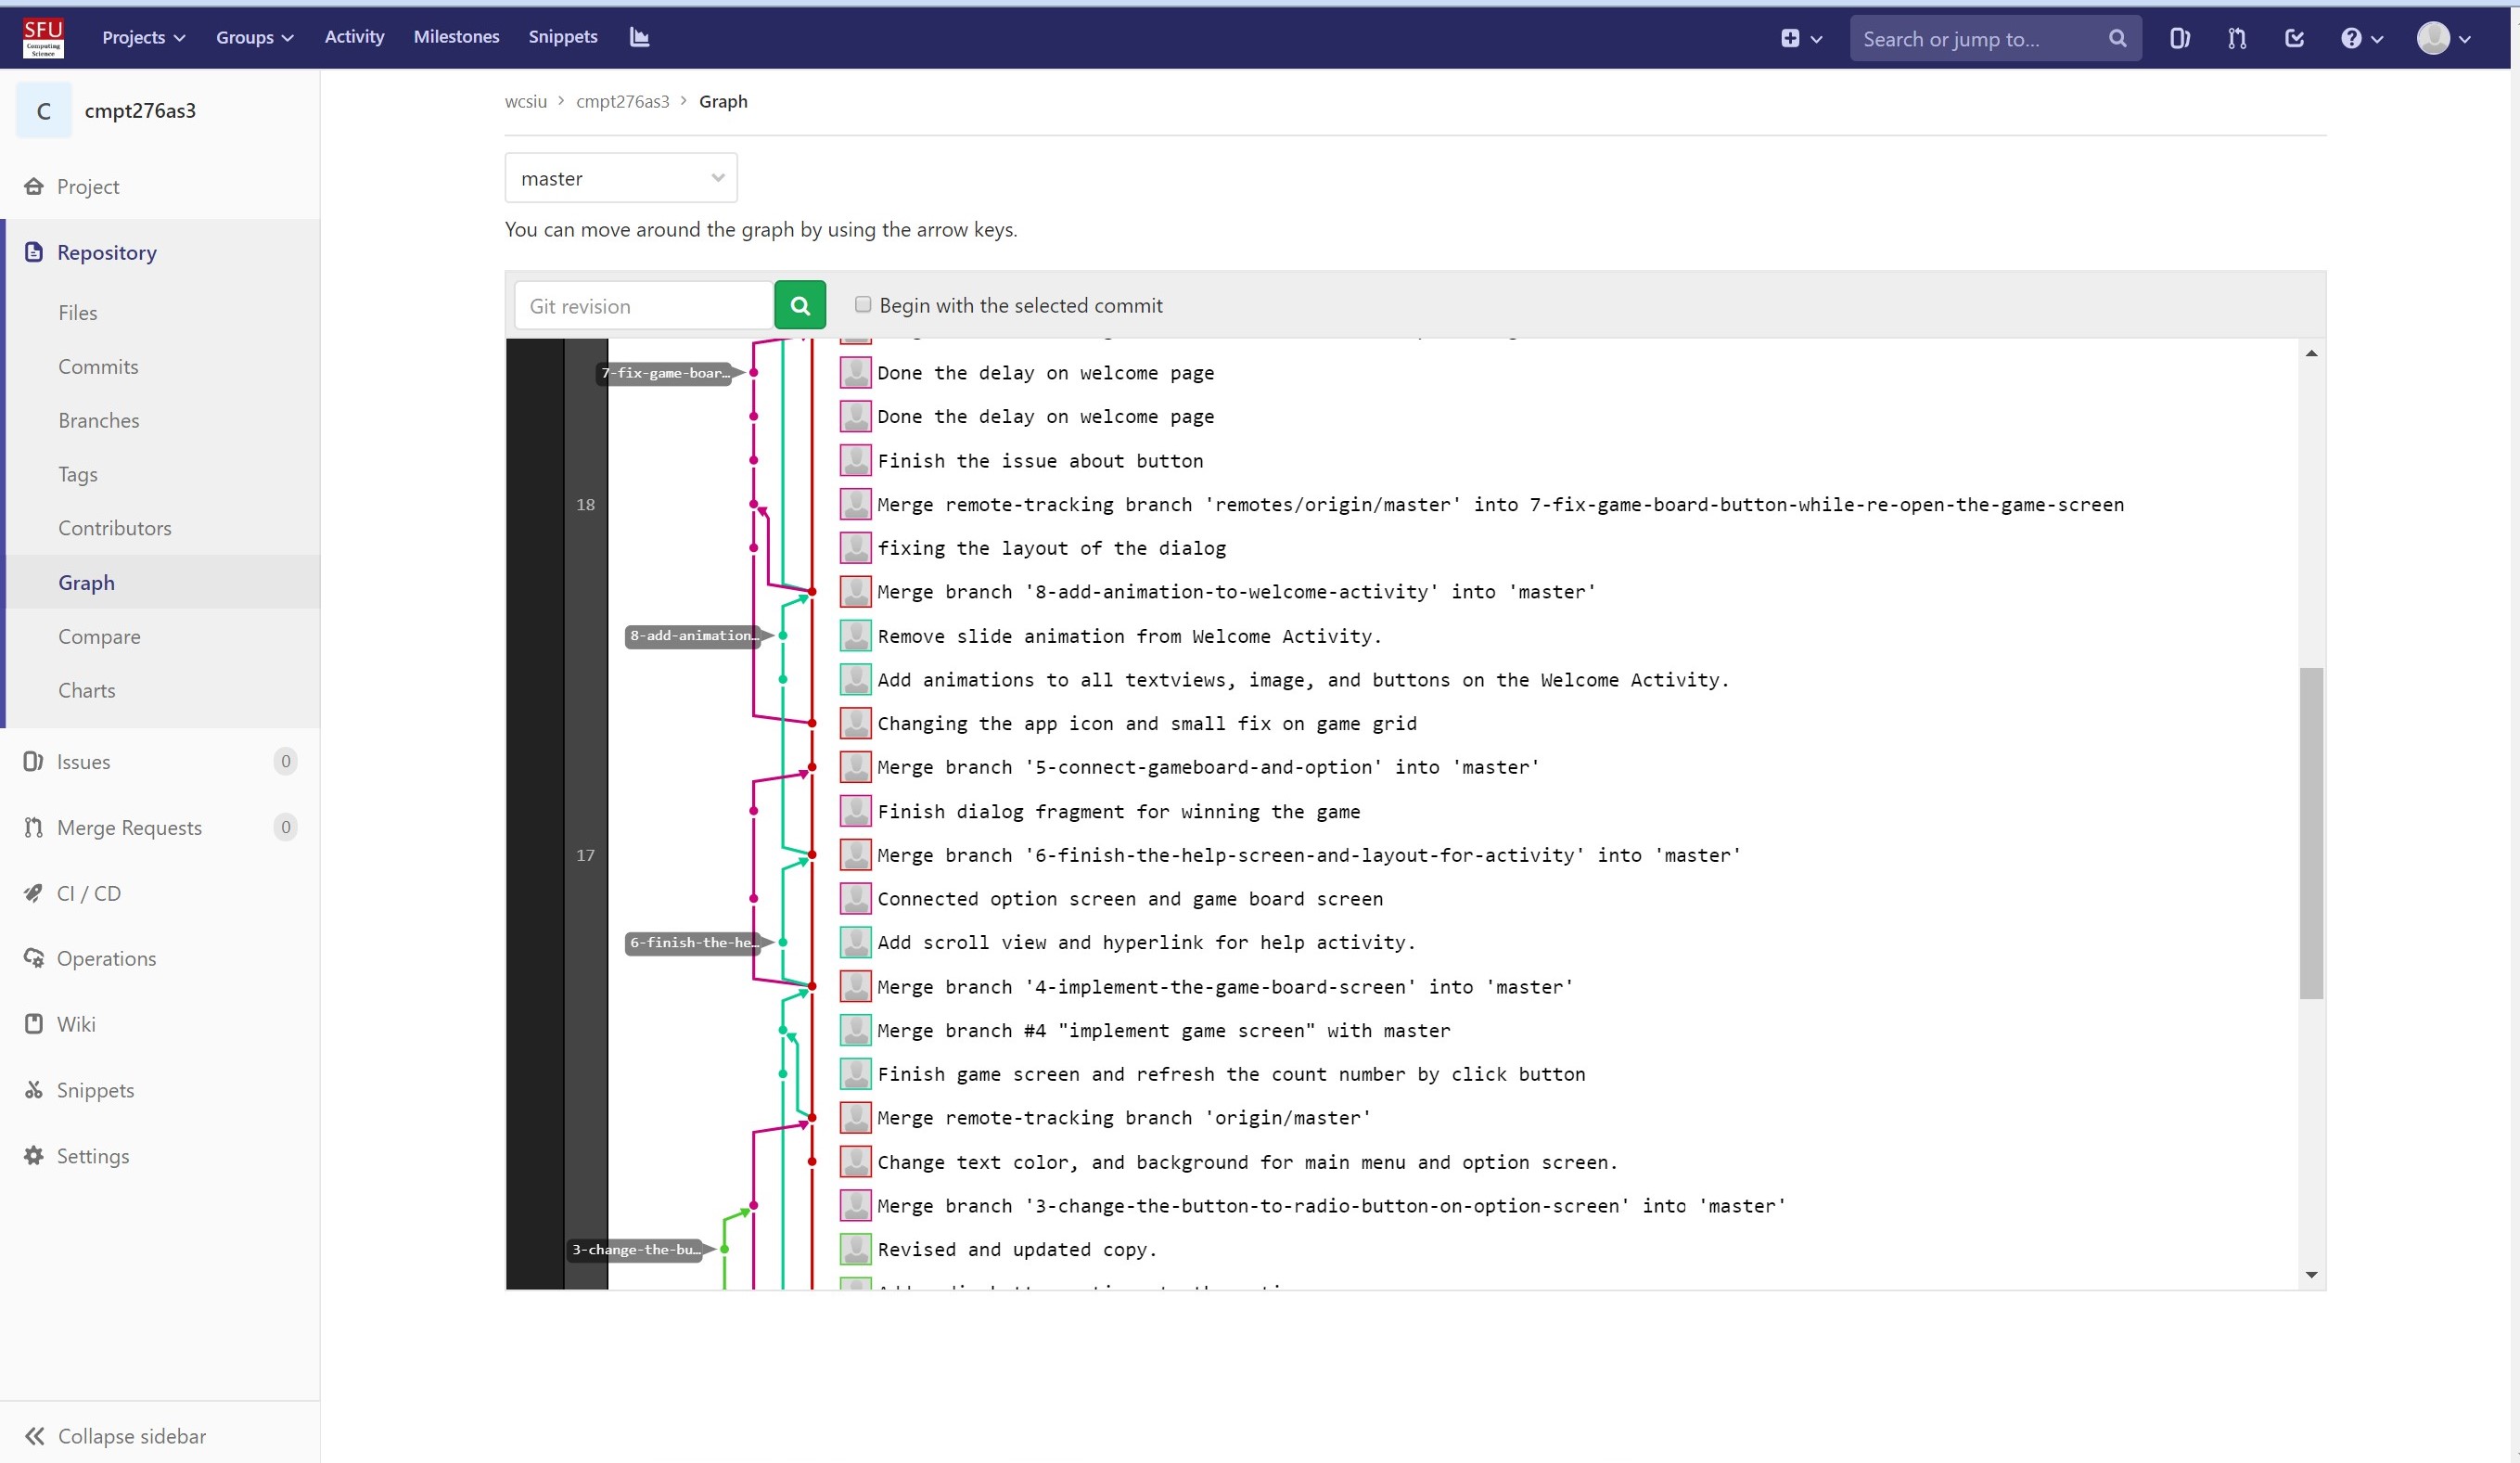 SFU
Computing
Science
Projects
Groups
Activity
Milestones
Snippets
Search or jump to...
C
cmpt276as3
Project
Repository
Files
Commits
Branches
Tags
Contributors
Graph
Compare
Charts
Issues
0
Merge Requests
0
CI / CD
Operations
Wiki
Snippets
Settings
Collapse sidebar
wcsiu > cmpt276as3 > Graph
master
You can move around the graph by using the arrow keys.
Git revision
Begin with the selected commit
7-fix-game-boar…
Done the delay on welcome page
Done the delay on welcome page
Finish the issue about button
18
Merge remote-tracking branch 'remotes/origin/master' into 7-fix-game-board-button-while-re-open-the-game-screen
fixing the layout of the dialog
Merge branch '8-add-animation-to-welcome-activity' into 'master'
8-add-animation…
Remove slide animation from Welcome Activity.
Add animations to all textviews, image, and buttons on the Welcome Activity.
Changing the app icon and small fix on game grid
Merge branch '5-connect-gameboard-and-option' into 'master'
Finish dialog fragment for winning the game
17
Merge branch '6-finish-the-help-screen-and-layout-for-activity' into 'master'
Connected option screen and game board screen
6-finish-the-he…
Add scroll view and hyperlink for help activity.
Merge branch '4-implement-the-game-board-screen' into 'master'
Merge branch #4 "implement game screen" with master
Finish game screen and refresh the count number by click button
Merge remote-tracking branch 'origin/master'
Change text color, and background for main menu and option screen.
Merge branch '3-change-the-button-to-radio-button-on-option-screen' into 'master'
3-change-the-bu…
Revised and updated copy.